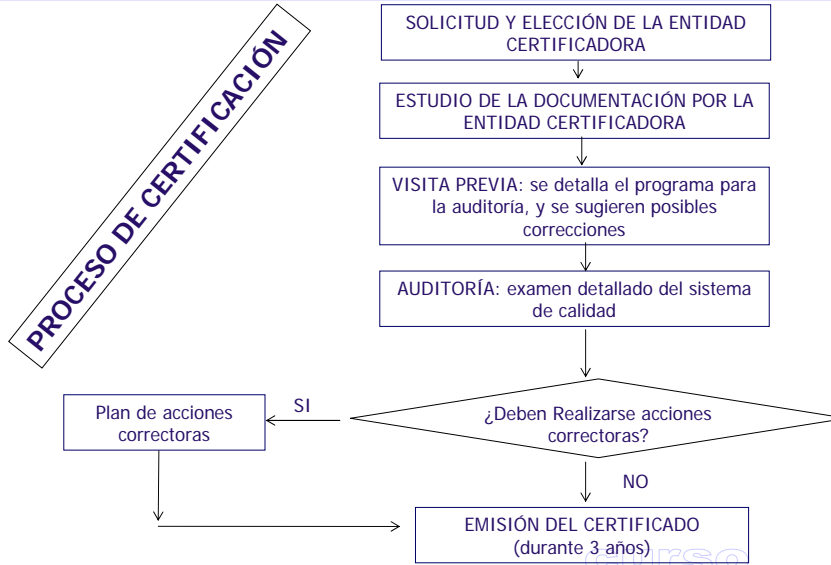 PROCESO DE CERTIFICACIÓN
SOLICITUD Y ELECCIÓN DE LA ENTIDAD
CERTIFICADORA
ESTUDIO DE LA DOCUMENTACIÓN POR LA
ENTIDAD CERTIFICADORA
VISITA PREVIA: se detalla el programa para
la auditoría, y se sugieren posibles
correcciones
AUDITORÍA: examen detallado del sistema
de calidad
¿Deben Realizarse acciones
correctoras?
SI
Plan de acciones
correctoras
NO
EMISIÓN DEL CERTIFICADO
(durante 3 años)
curso